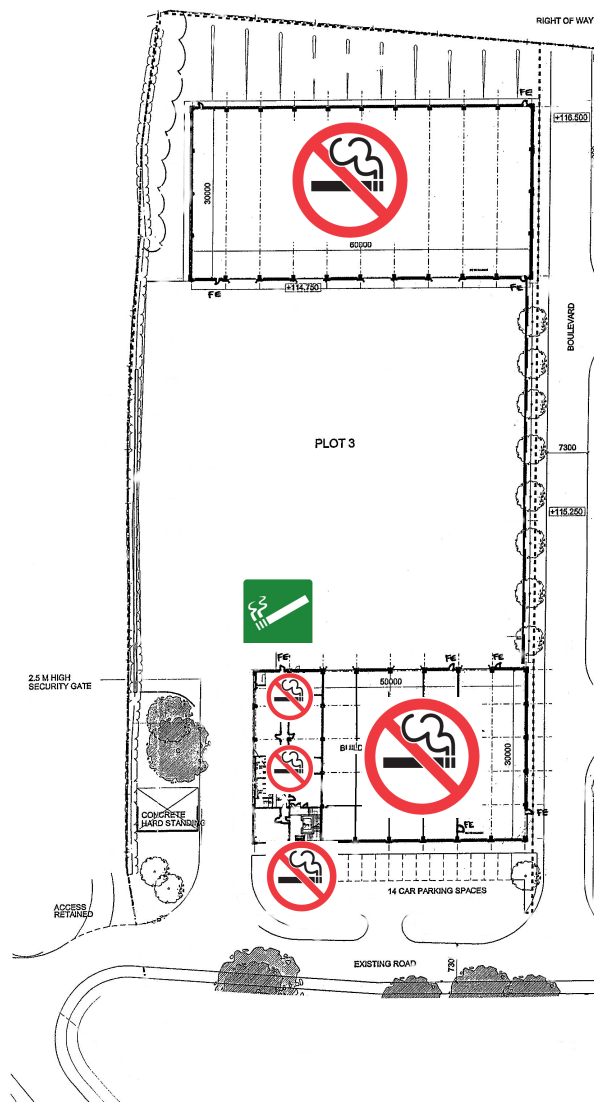 RIGHT OF WAY
FE
+116.500
30000
60000
FE
+114.750
FE
BOULEVARD
PLOT 3
7300
+115.250
FE
FE
FE
2.5 M HIGH
SECURITY GATE
50000
30000
CONCRETE
HARD STANDING
FE
FE
14 CAR PARKING SPACES
ACCESS
RETAINED
EXISTING ROAD
730